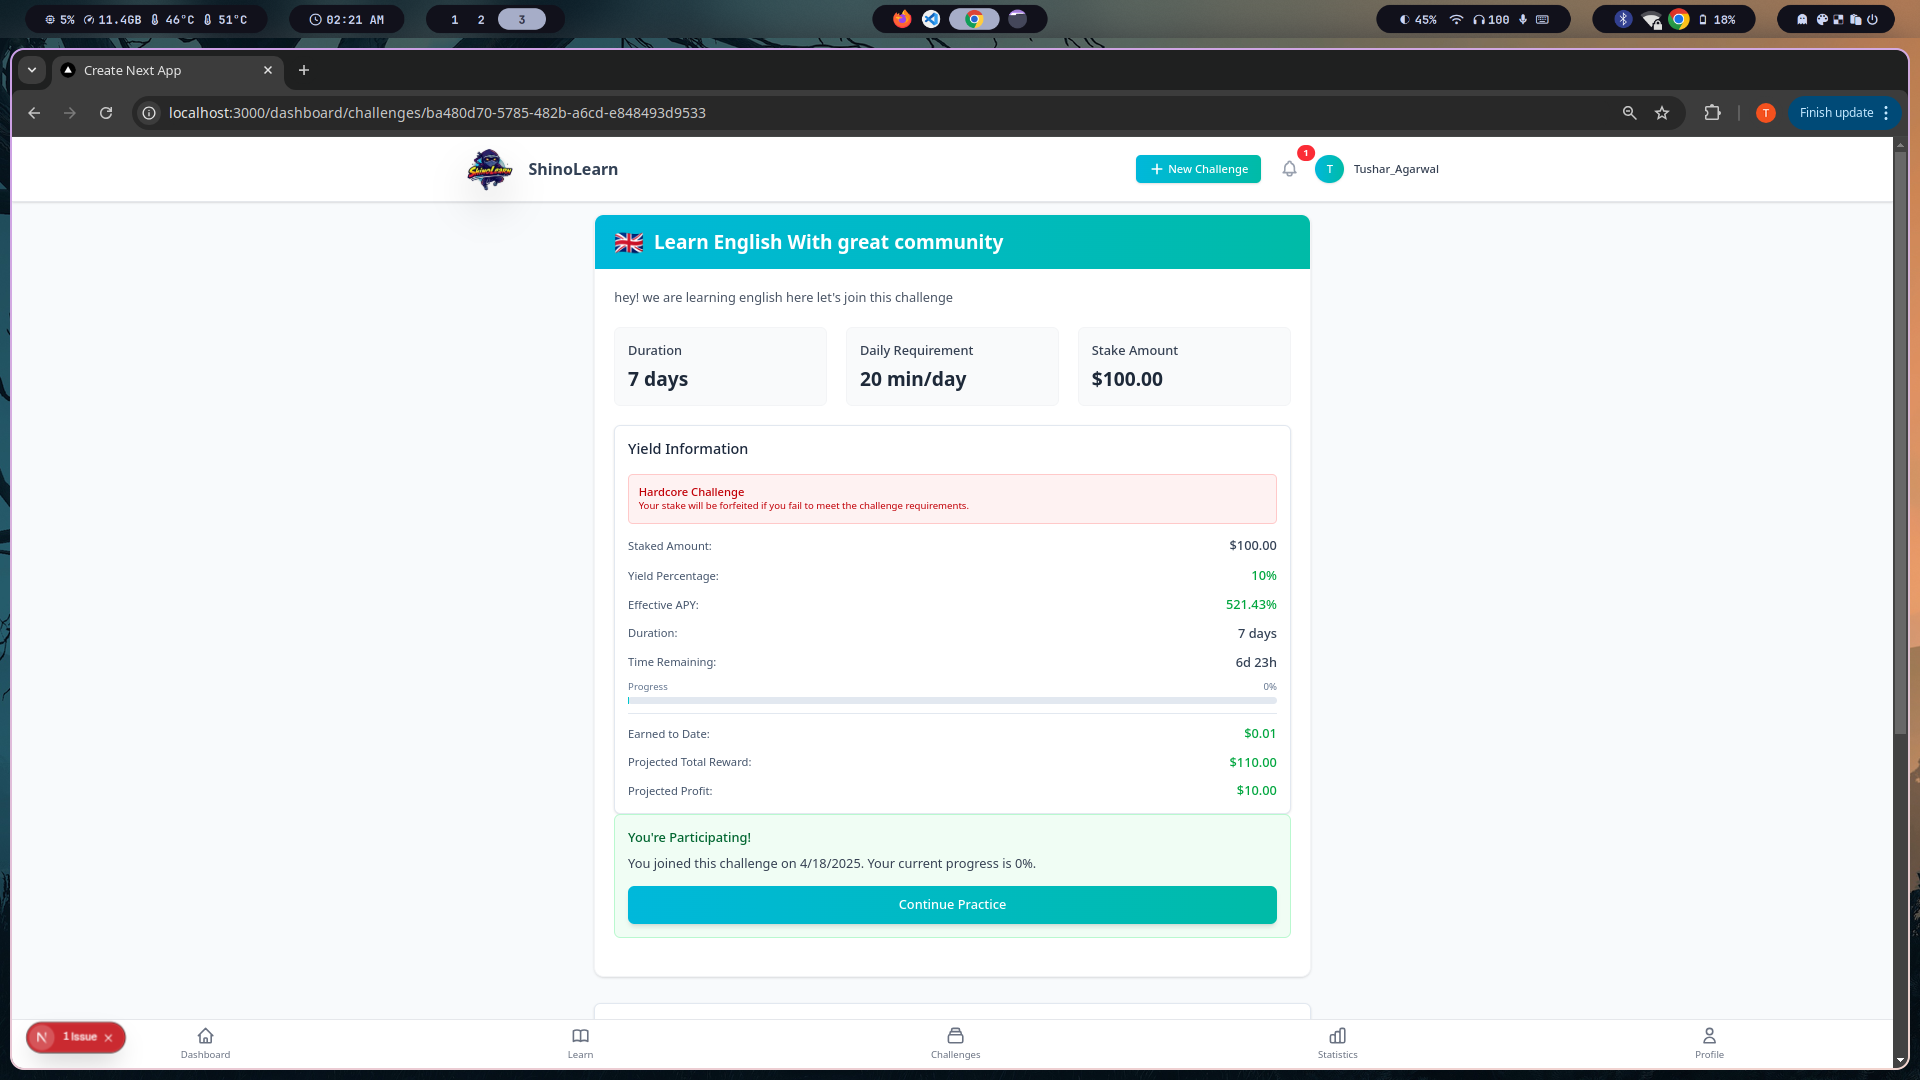 5% 11.4GB 46°C 51°C
02:21 AM
1 2 3
45% 100
18%
Create Next App
localhost:3000/dashboard/challenges/ba480d70-5785-482b-a6cd-e848493d9533
T
Finish update
ShinoLearn
ShinoLearn
New Challenge
1
T
Tushar_Agarwal
Learn English With great community
hey! we are learning english here let's join this challenge
Duration
7 days
Daily Requirement
20 min/day
Stake Amount
$100.00
Yield Information
Hardcore Challenge
Your stake will be forfeited if you fail to meet the challenge requirements.
Staked Amount: $100.00
Yield Percentage: 10%
Effective APY: 521.43%
Duration: 7 days
Time Remaining: 6d 23h
Progress 0%
Earned to Date: $0.01
Projected Total Reward: $110.00
Projected Profit: $10.00
You're Participating!
You joined this challenge on 4/18/2025. Your current progress is 0%.
Continue Practice
N 1 Issue
Dashboard
Learn
Challenges
Statistics
Profile